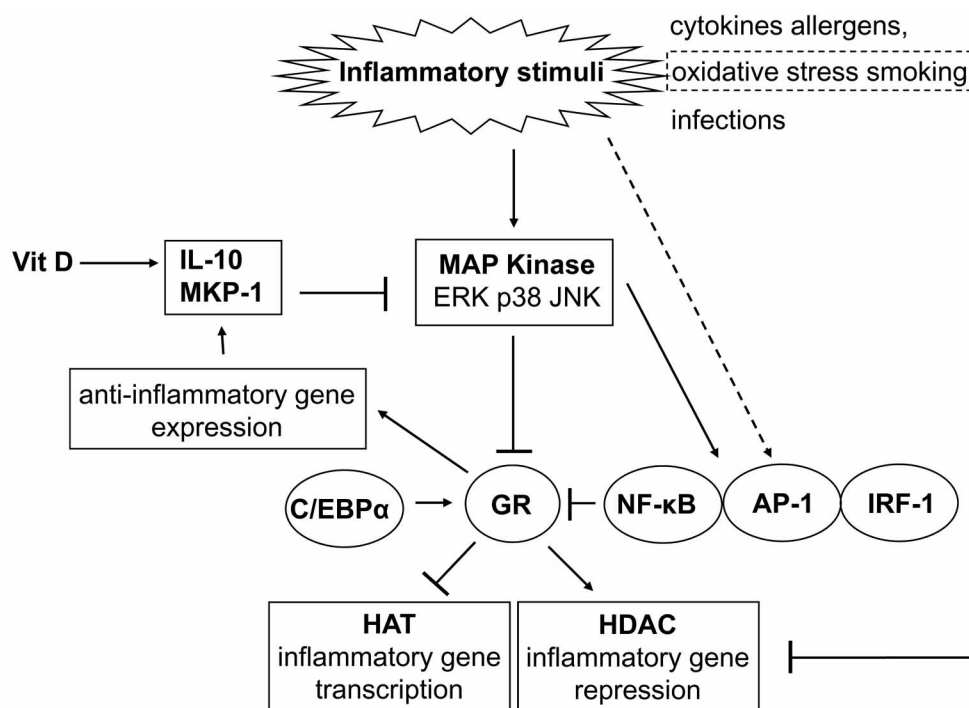 cytokines allergens,
Inflammatory stimuli
oxidative stress smoking
infections
Vit D
IL-10
MKP-1
MAP Kinase
ERK p38 JNK
anti-inflammatory gene
expression
C/EBPα
GR
NF-κB
AP-1
IRF-1
HAT
inflammatory gene
transcription
HDAC
inflammatory gene
repression